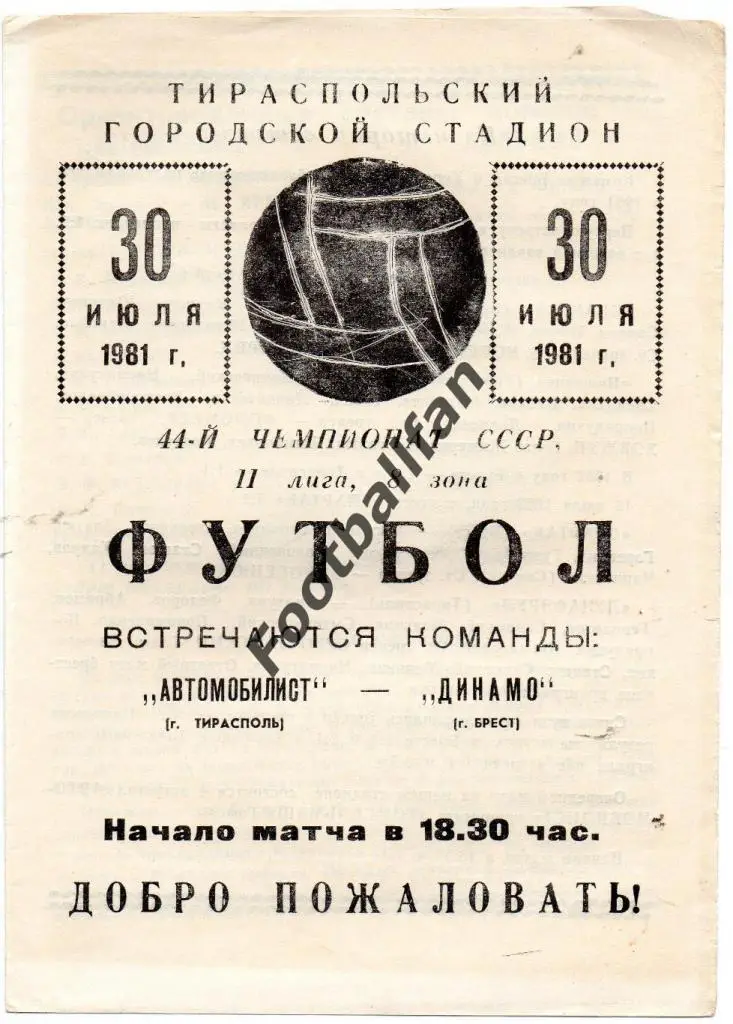 ТИРАСПОЛЬСКИЙ
ГОРОДСКОЙ СТАДИОН
30
ИЮЛЯ
1981 г,
30
ИЮЛЯ
1981 г,
44-Й ЧЕМПИОНАТ СССР,
II лига, 8 зона
ФУТБОЛ
ВСТРЕЧАЮТСЯ КОМАНДЫ:
„АВТОМОБИЛИСТ" — „ДИНАМО"
(г. ТИРАСПОЛЬ) (г. БРЕСТ)
Начало матча в 18.30 час.
ДОБРО ПОЖАЛОВАТЬ!
Footballfan